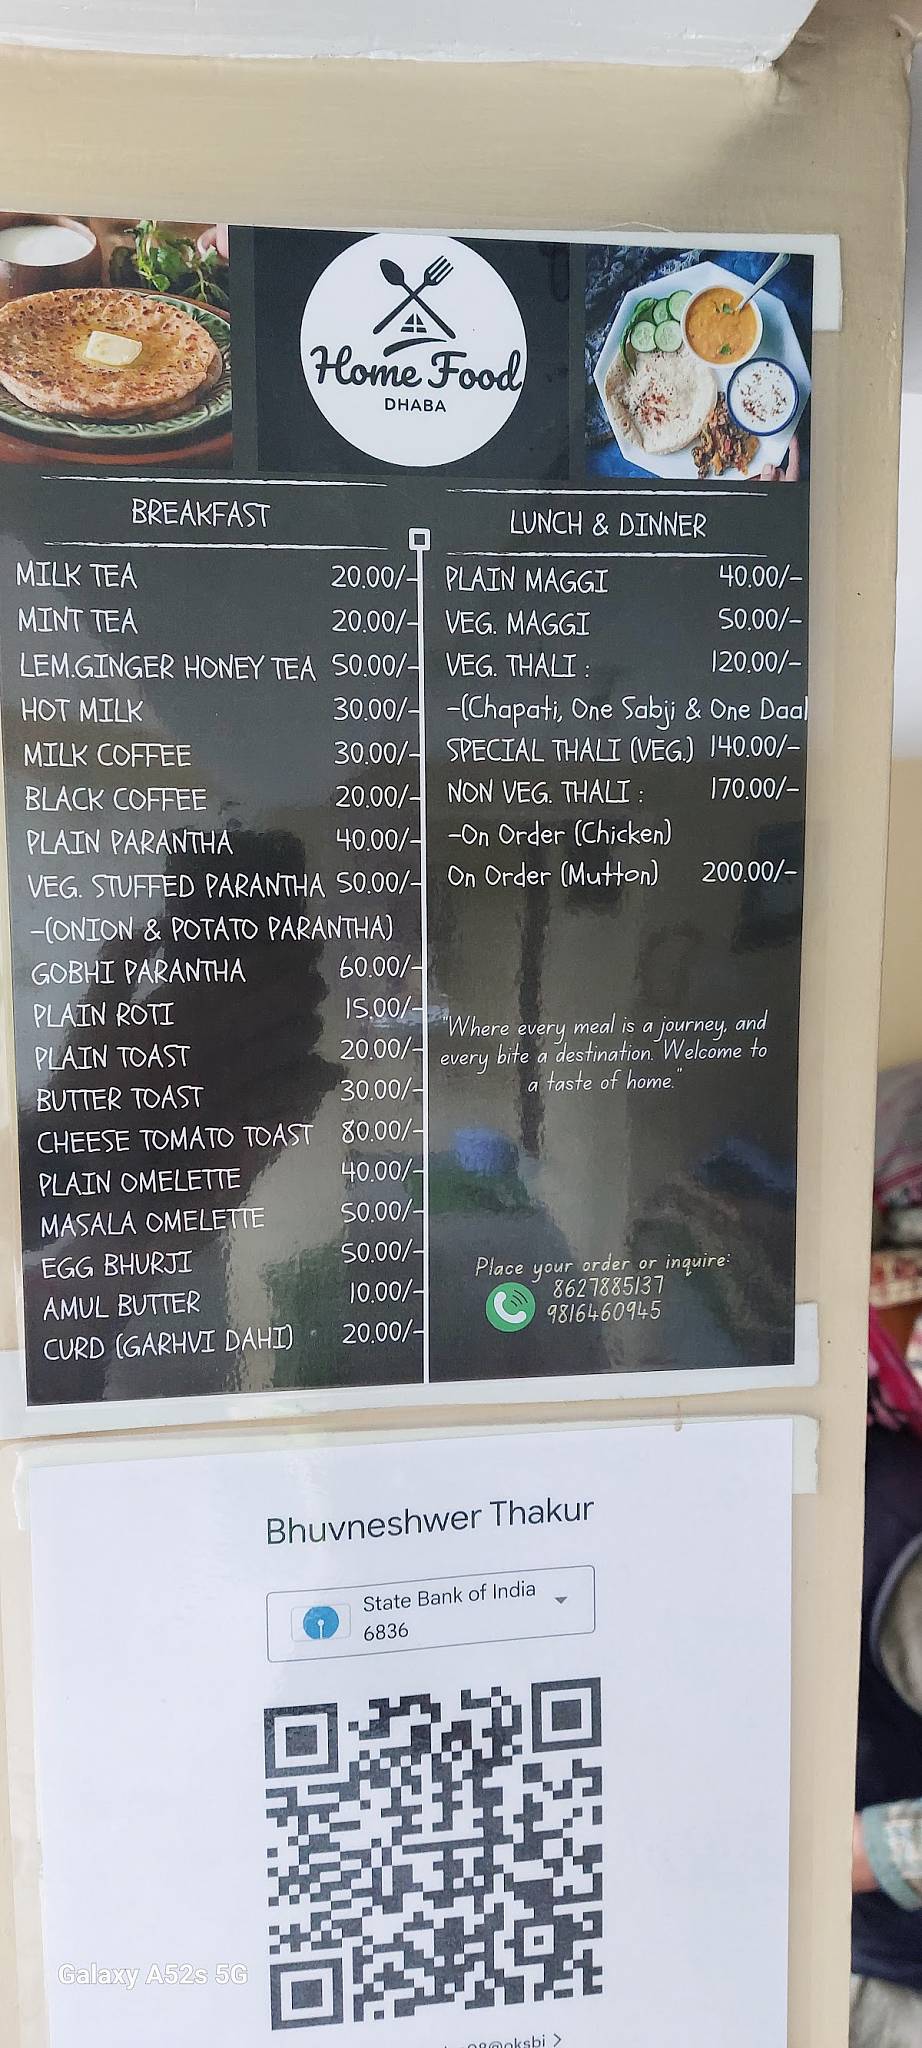 Home Food
DHABA
BREAKFAST
MILK TEA 20.00/-
MINT TEA 20.00/-
LEM.GINGER HONEY TEA 50.00/-
HOT MILK 30.00/-
MILK COFFEE 30.00/-
BLACK COFFEE 20.00/-
PLAIN PARANTHA 40.00/-
VEG. STUFFED PARANTHA 50.00/-
-(ONION & POTATO PARANTHA)
GOBHI PARANTHA 60.00/-
PLAIN ROTI 15.00/-
PLAIN TOAST 20.00/-
BUTTER TOAST 30.00/-
CHEESE TOMATO TOAST 80.00/-
PLAIN OMELETTE 40.00/-
MASALA OMELETTE 50.00/-
EGG BHURJI 50.00/-
AMUL BUTTER 10.00/-
CURD (GARHVI DAHI) 20.00/-
LUNCH & DINNER
PLAIN MAGGI 40.00/-
VEG. MAGGI 50.00/-
VEG. THALI : 120.00/-
-(Chapati, One Sabji & One Daal
SPECIAL THALI (VEG.) 140.00/-
NON VEG. THALI : 170.00/-
-On Order (Chicken)
On Order (Mutton) 200.00/-
"Where every meal is a journey, and
every bite a destination. Welcome to
a taste of home."
Place your order or inquire:
8627885137
9816460945
Bhuvneshwer Thakur
State Bank of India
6836
Galaxy A52s 5G